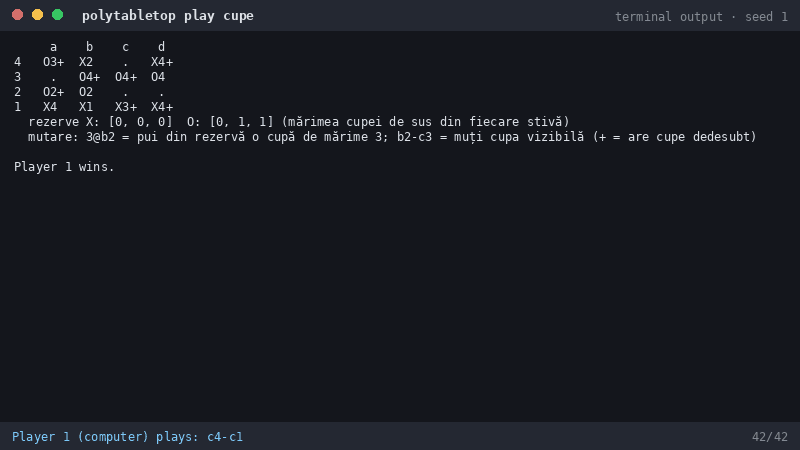 polytabletop play cupe
terminal output · seed 1
a b c d
4 O3+ X2 . X4+
3 . O4+ O4+ O4
2 O2+ O2 . .
1 X4 X1 X3+ X4+
rezerve X: [0, 0, 0] O: [0, 1, 1] (mărimea cupei de sus din fiecare stivă)
mutare: 3@b2 = pui din rezervă o cupă de mărime 3; b2-c3 = muți cupa vizibilă (+ = are cupe dedesubt)
Player 1 wins.
Player 1 (computer) plays: c4-c1
42/42